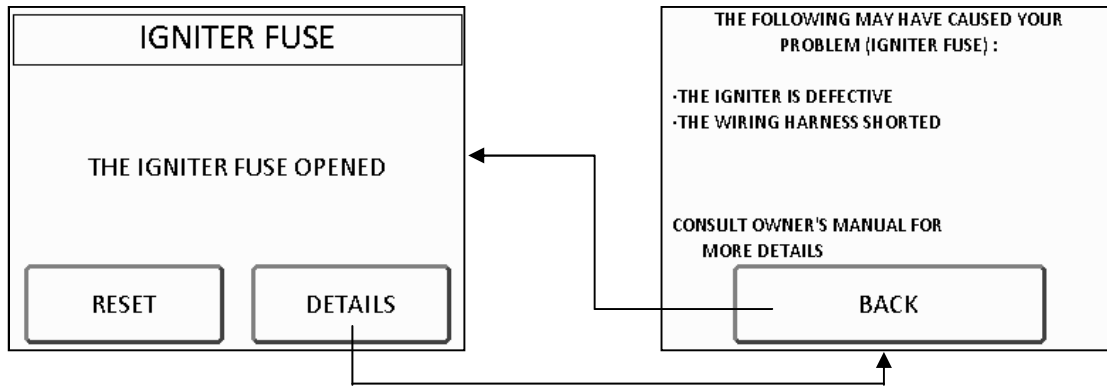 IGNITER FUSE
THE IGNITER FUSE OPENED
RESET
DETAILS
THE FOLLOWING MAY HAVE CAUSED YOUR
PROBLEM (IGNITER FUSE) :
·THE IGNITER IS DEFECTIVE
·THE WIRING HARNESS SHORTED
CONSULT OWNER'S MANUAL FOR
MORE DETAILS
BACK